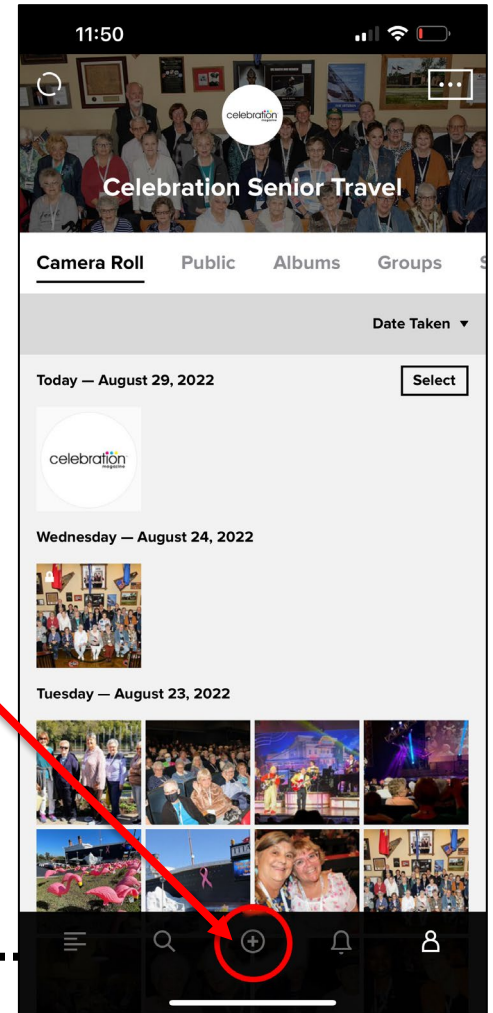 11:50
celebration
Celebration Senior Travel
Camera Roll Public Albums Groups
Date Taken ▼
Today — August 29, 2022
Select
celebration
magazine
Wednesday — August 24, 2022
Tuesday — August 23, 2022